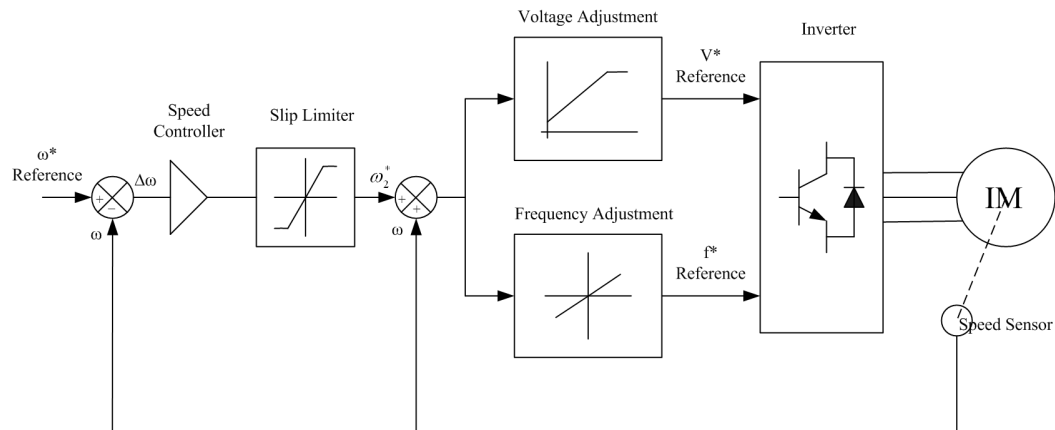 Voltage Adjustment
Inverter
V*
Reference
Speed
Controller
Slip Limiter
ω*
Reference
Δω
ω₂*
+
−
+
+
ω
ω
Frequency Adjustment
f*
Reference
IM
Speed Sensor